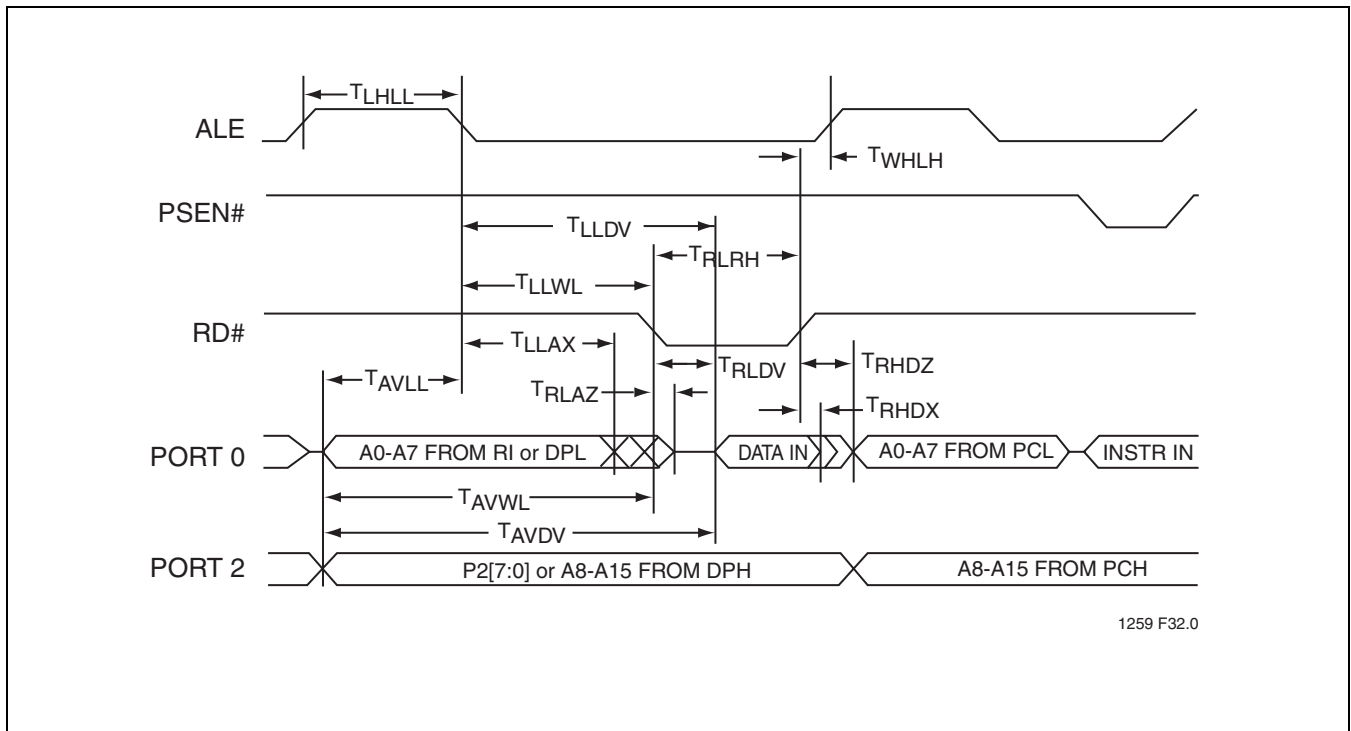 TLHLL
ALE
TWHLH
PSEN#
TLLDV
TRLRH
TLLWL
RD#
TLLAX
TRLDV
TRHDZ
TAVLL
TRLAZ
TRHDX
PORT 0
A0-A7 FROM RI or DPL
DATA IN
A0-A7 FROM PCL
INSTR IN
TAVWL
TAVDV
PORT 2
P2[7:0] or A8-A15 FROM DPH
A8-A15 FROM PCH
1259 F32.0